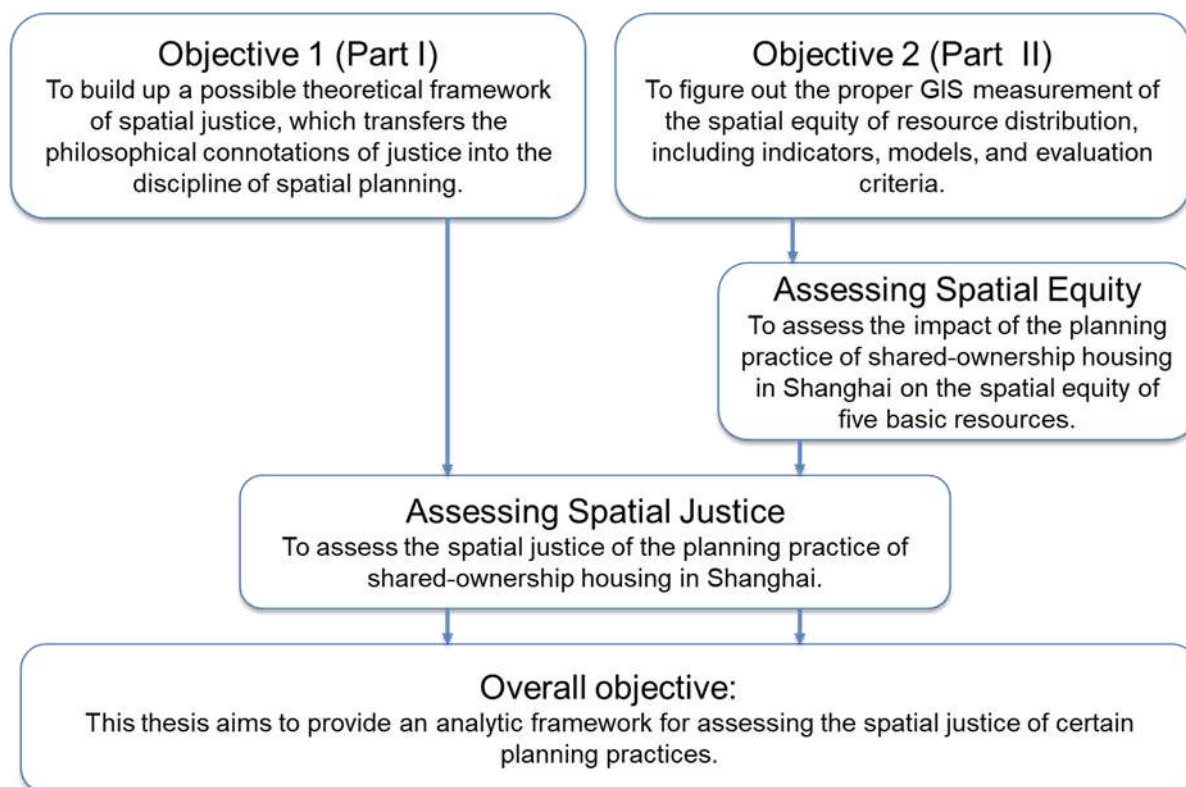 Objective 1 (Part I)
To build up a possible theoretical framework
of spatial justice, which transfers the
philosophical connotations of justice into the
discipline of spatial planning.
Objective 2 (Part II)
To figure out the proper GIS measurement of
the spatial equity of resource distribution,
including indicators, models, and evaluation
criteria.
Assessing Spatial Equity
To assess the impact of the planning
practice of shared-ownership housing
in Shanghai on the spatial equity of
five basic resources.
Assessing Spatial Justice
To assess the spatial justice of the planning practice of
shared-ownership housing in Shanghai.
Overall objective:
This thesis aims to provide an analytic framework for assessing the spatial justice of certain
planning practices.